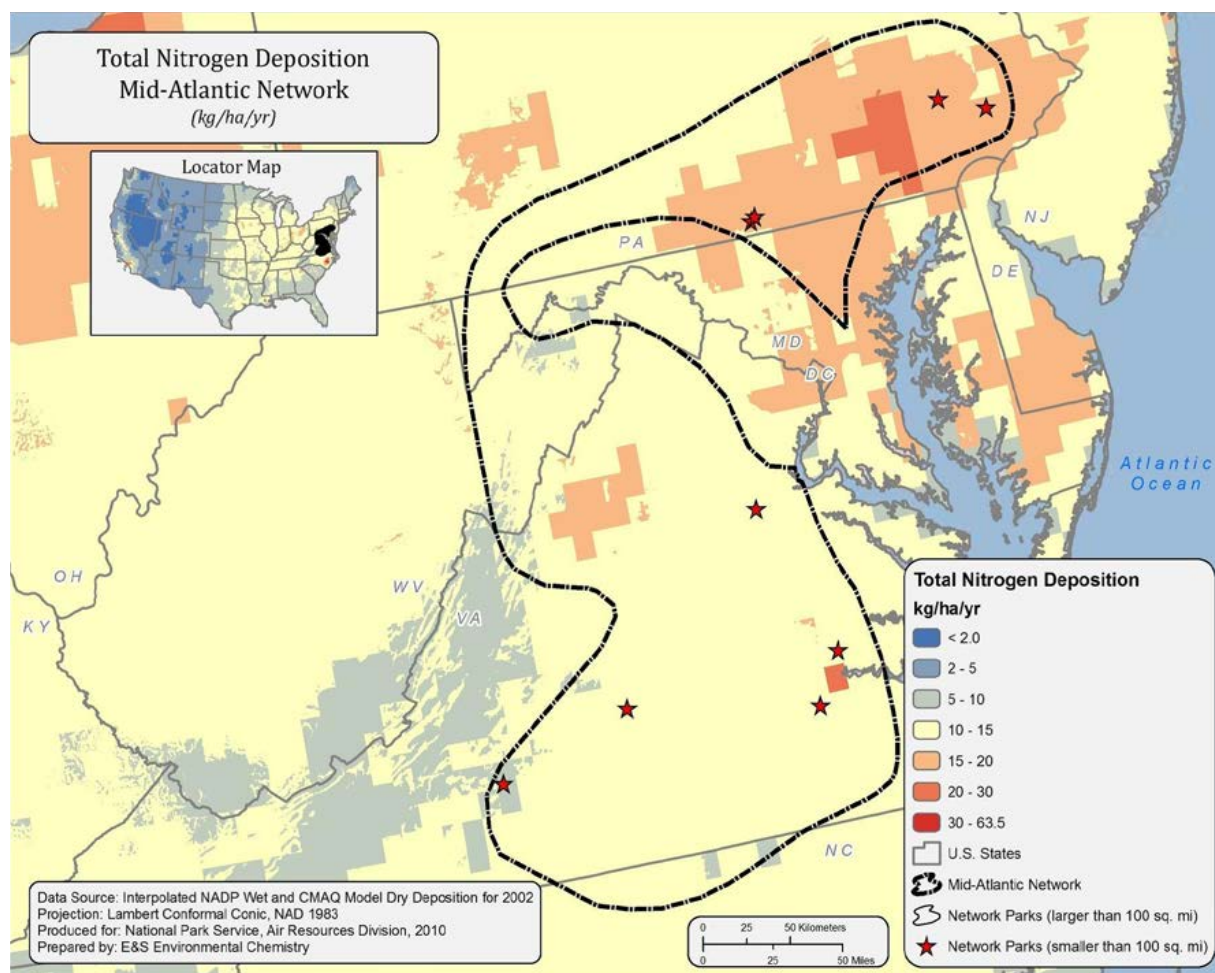 Total Nitrogen Deposition
Mid-Atlantic Network
(kg/ha/yr)
Locator Map
PA
NJ
DE
MD
DC
Atlantic
Ocean
OH
WV
VA
KY
NC
Total Nitrogen Deposition
kg/ha/yr
< 2.0
2 - 5
5 - 10
10 - 15
15 - 20
20 - 30
30 - 63.5
U.S. States
Mid-Atlantic Network
Network Parks (larger than 100 sq. mi)
Network Parks (smaller than 100 sq. mi)
Data Source: Interpolated NADP Wet and CMAQ Model Dry Deposition for 2002
Projection: Lambert Conformal Conic, NAD 1983
Produced for: National Park Service, Air Resources Division, 2010
Prepared by: E&S Environmental Chemistry
0 25 50 Kilometers
0 25 50 Miles